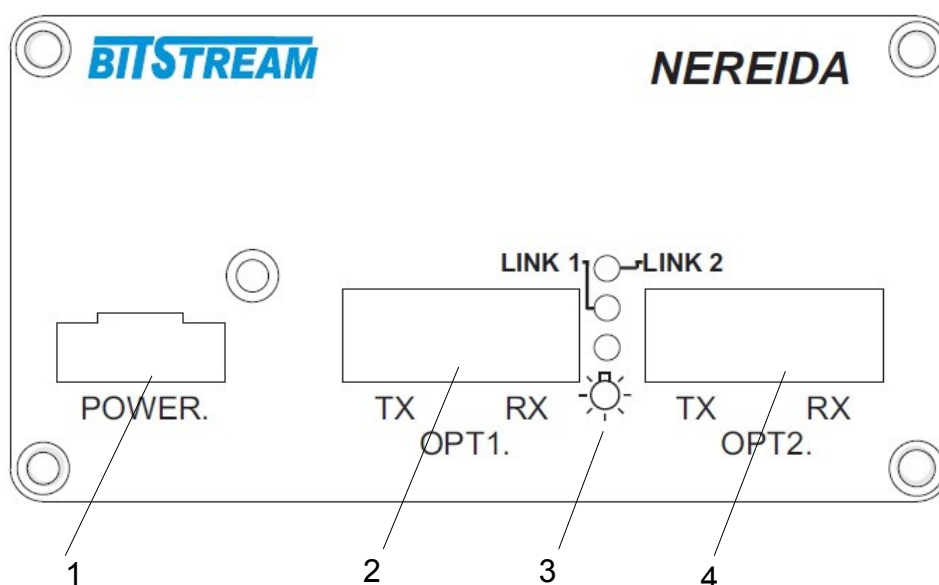 BITSTREAM NEREIDA
LINK 1 LINK 2
POWER. TX RX TX RX
OPT1. OPT2.
1 2 3 4